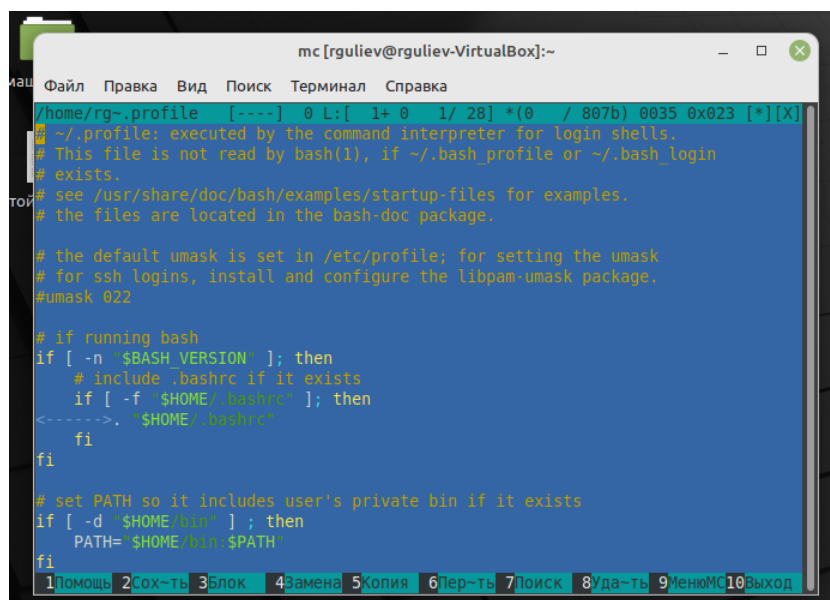 mc [rguliev@rguliev-VirtualBox]:~
Файл Правка Вид Поиск Терминал Справка
/home/rg~.profile [----] 0 L:[ 1+ 0 1/ 28] *(0 / 807b) 0035 0x023 [*][X]
# ~/.profile: executed by the command interpreter for login shells.
# This file is not read by bash(1), if ~/.bash_profile or ~/.bash_login
# exists.
# see /usr/share/doc/bash/examples/startup-files for examples.
# the files are located in the bash-doc package.
# the default umask is set in /etc/profile; for setting the umask
# for ssh logins, install and configure the libpam-umask package.
#umask 022
# if running bash
if [ -n "$BASH_VERSION" ]; then
# include .bashrc if it exists
if [ -f "$HOME/.bashrc" ]; then
<------>. "$HOME/.bashrc"
fi
fi
# set PATH so it includes user's private bin if it exists
if [ -d "$HOME/bin" ] ; then
PATH="$HOME/bin:$PATH"
fi
1Помощь 2Сох~ть 3Блок 4Замена 5Копия 6Пер~ть 7Поиск 8Уда~ть 9МенюMC 10Выход